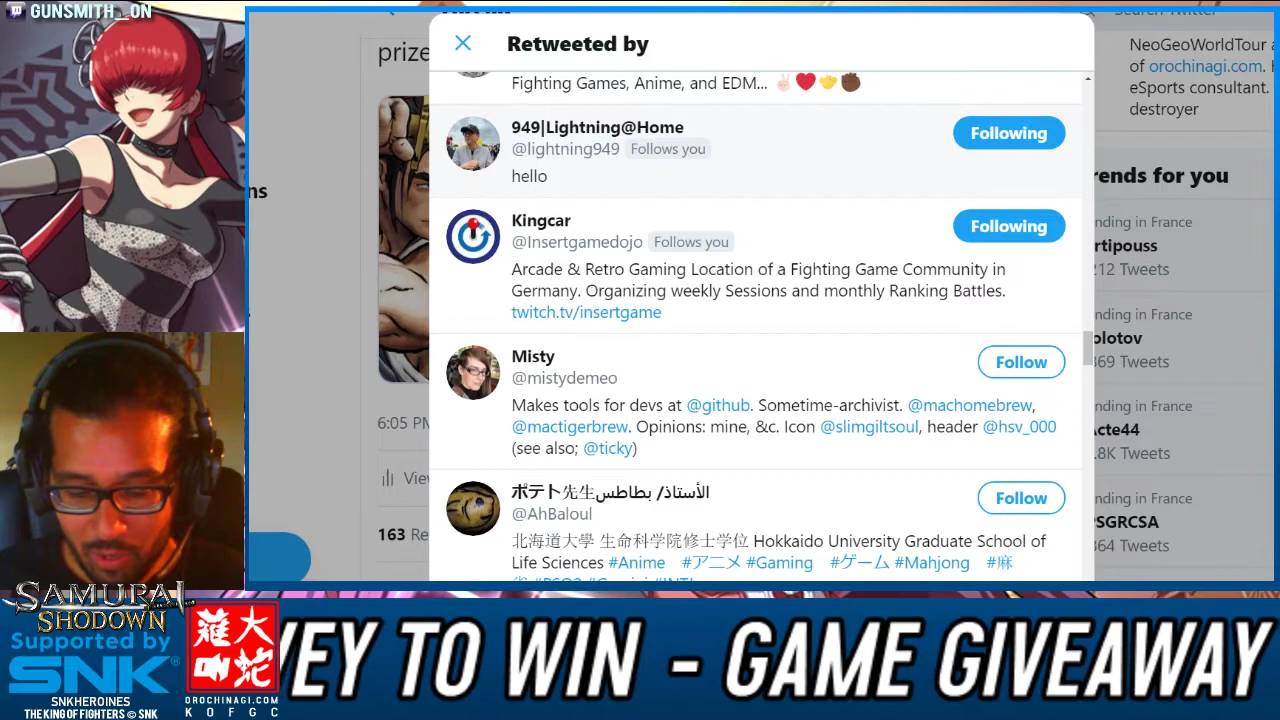 GUNSMITH__ON
prize
ns
6:05 PM
163 Re
Retweeted by
Fighting Games, Anime, and EDM... ✌🏻❤️🤝✊🏿
949|Lightning@Home
@lightning949 Follows you
Following
hello
Kingcar
@Insertgamedojo Follows you
Following
Arcade & Retro Gaming Location of a Fighting Game Community in
Germany. Organizing weekly Sessions and monthly Ranking Battles.
twitch.tv/insertgame
Misty
@mistydemeo
Follow
Makes tools for devs at @github. Sometime-archivist. @machomebrew,
@mactigerbrew. Opinions: mine, &c. Icon @slimgiltsoul, header @hsv_000
(see also; @ticky)
ポテト先生الأستاذ/ بطاطس
@AhBaloul
Follow
北海道大學 生命科学院修士学位 Hokkaido University Graduate School of
Life Sciences #Anime #アニメ #Gaming #ゲーム #Mahjong #麻
Search Twitter
NeoGeoWorldTour a
of orochinagi.com.
eSports consultant.
destroyer
rends for you
nding in France
rtipouss
212 Tweets
nding in France
olotov
369 Tweets
nding in France
Acte44
.8K Tweets
nding in France
PSGRCSA
364 Tweets
SAMURAI
SHODOWN
Supported by
SNK®
SNKHEROINES
THE KING OF FIGHTERS © SNK
大蛇
薙
OROCHINAGI.COM
KOFGC
VEY TO WIN - GAME GIVEAWAY